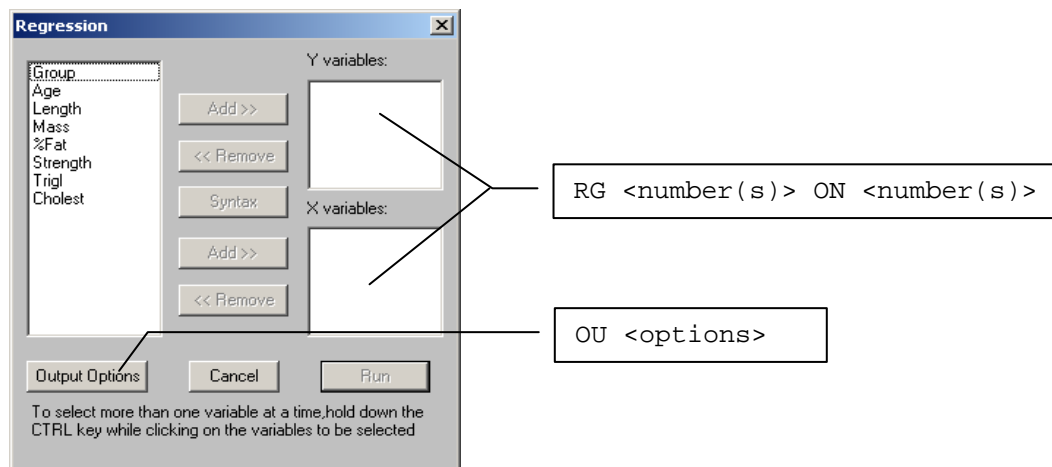 Regression
Group
Age
Length
Mass
%Fat
Strength
Trigl
Cholest
Add >>
<< Remove
Syntax
Add >>
<< Remove
Y variables:
X variables:
Output Options
Cancel
Run
To select more than one variable at a time,hold down the
CTRL key while clicking on the variables to be selected
RG <number(s)> ON <number(s)>
OU <options>